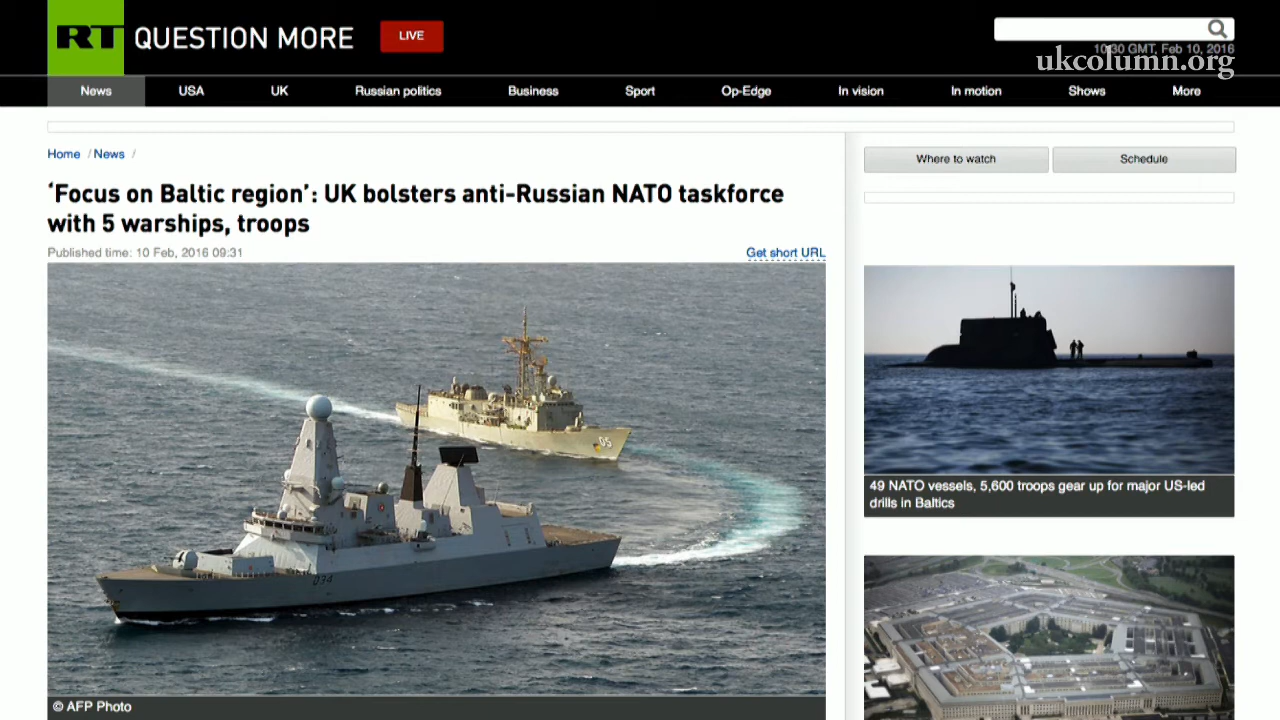 RT QUESTION MORE
LIVE
10:30 GMT, Feb 10, 2016
ukcolumn.org
News USA UK Russian politics Business Sport Op-Edge In vision In motion Shows More
Home / News /
Where to watch
Schedule
‘Focus on Baltic region’: UK bolsters anti-Russian NATO taskforce
with 5 warships, troops
Published time: 10 Feb, 2016 09:31
Get short URL
05
D34
49 NATO vessels, 5,600 troops gear up for major US-led
drills in Baltics
© AFP Photo